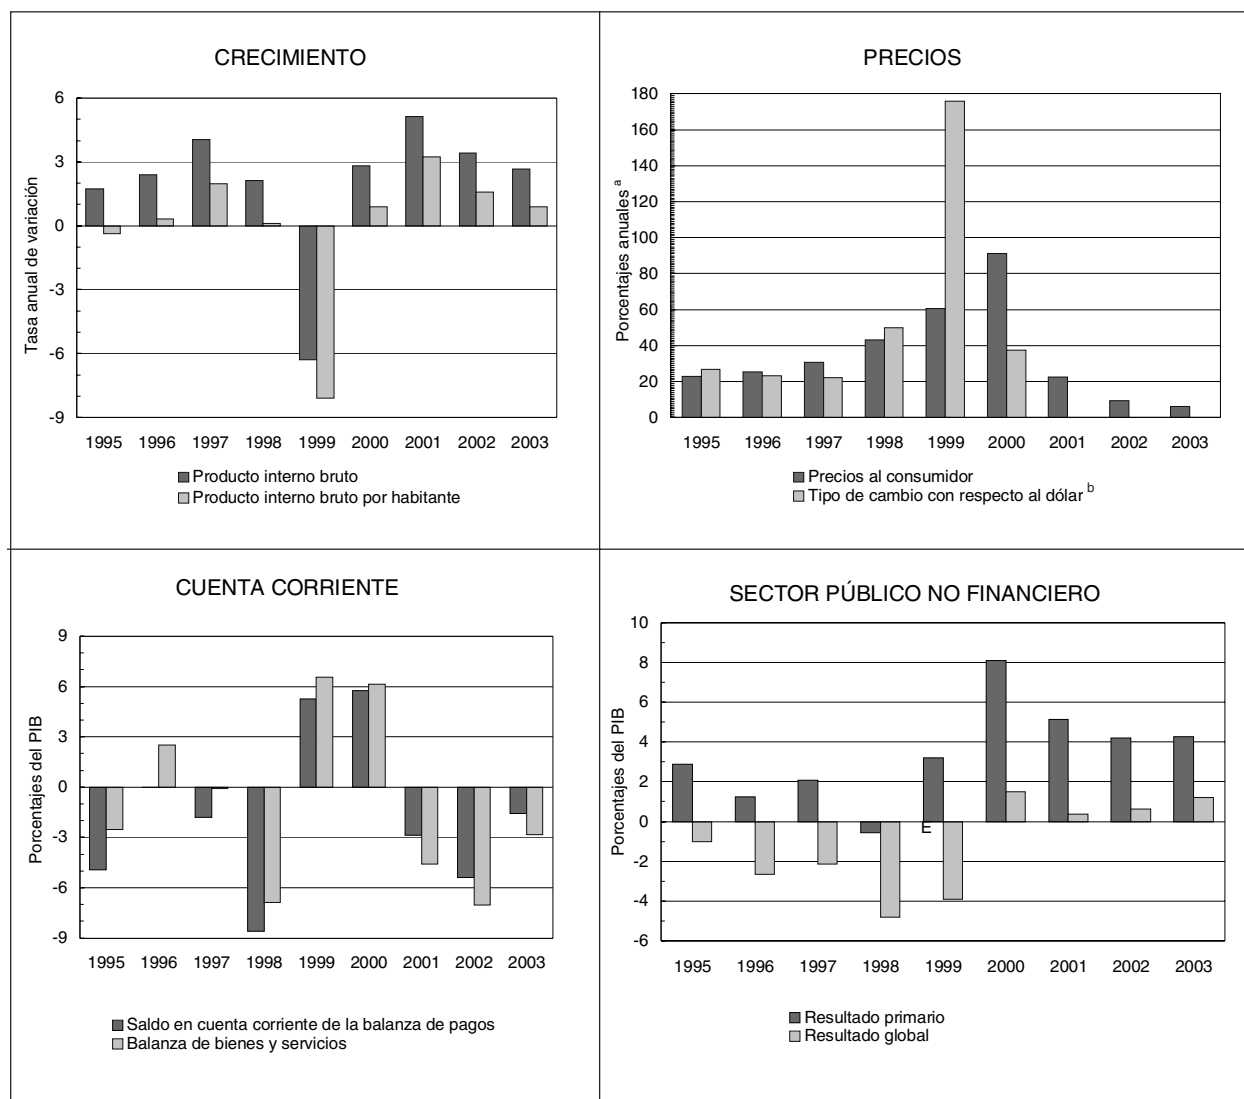 CRECIMIENTO
Tasa anual de variación
6
3
0
-3
-6
-9
1995 1996 1997 1998 1999 2000 2001 2002 2003
Producto interno bruto
Producto interno bruto por habitante
PRECIOS
Porcentajes anuales a
180
160
140
120
100
80
60
40
20
0
1995 1996 1997 1998 1999 2000 2001 2002 2003
Precios al consumidor
Tipo de cambio con respecto al dólar b
CUENTA CORRIENTE
Porcentajes del PIB
9
6
3
0
-3
-6
-9
1995 1996 1997 1998 1999 2000 2001 2002 2003
Saldo en cuenta corriente de la balanza de pagos
Balanza de bienes y servicios
SECTOR PÚBLICO NO FINANCIERO
Porcentajes del PIB
10
8
6
4
2
0
-2
-4
-6
E
1995 1996 1997 1998 1999 2000 2001 2002 2003
Resultado primario
Resultado global